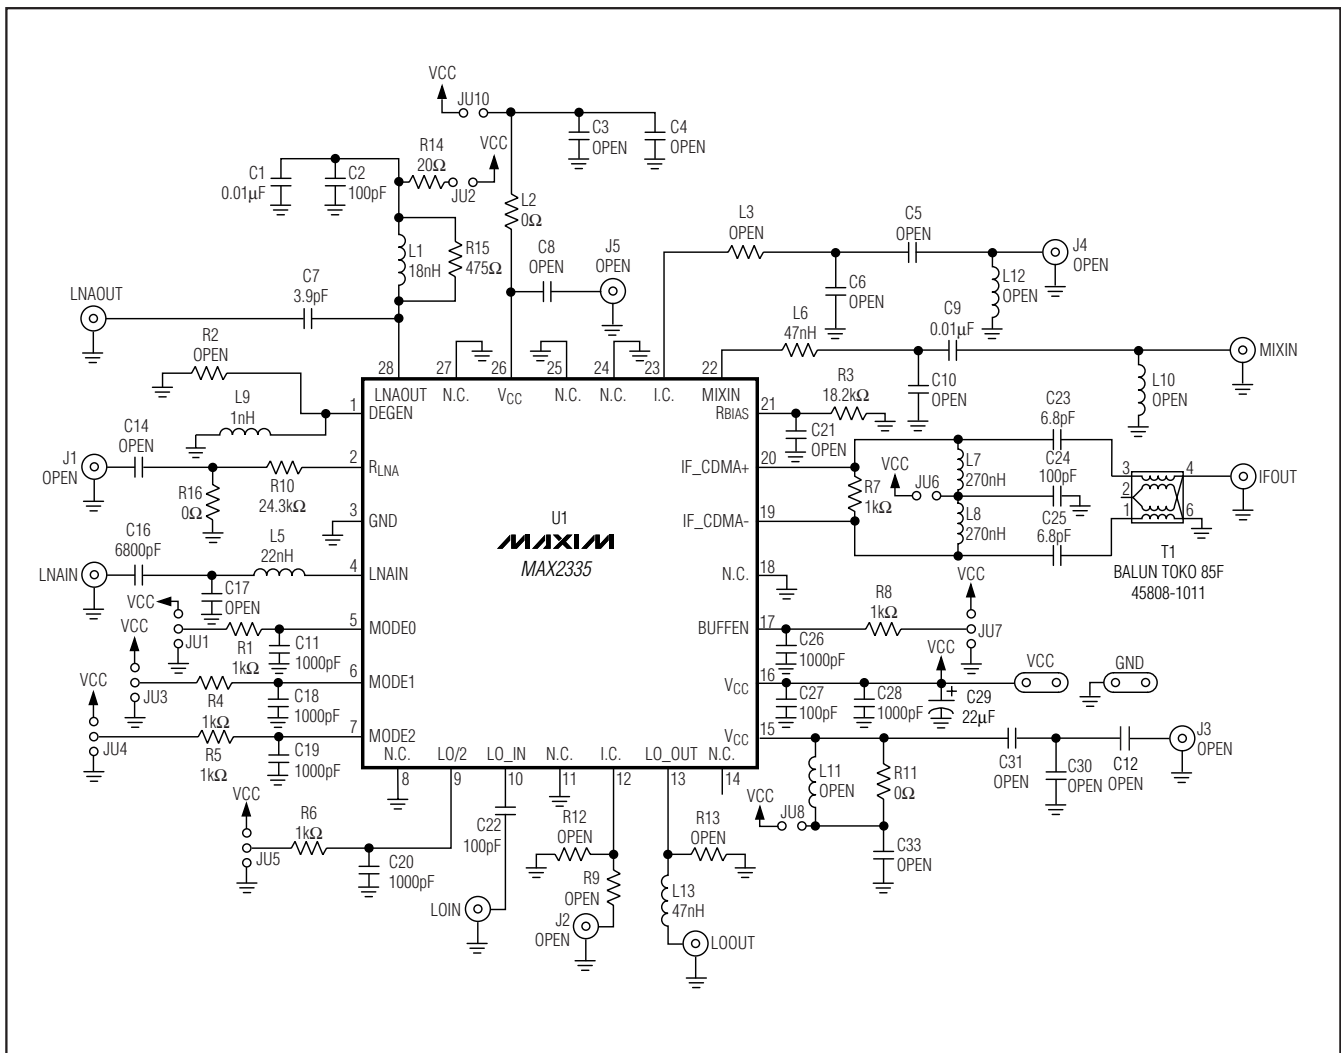 VCC
JU10
C3
OPEN
C4
OPEN
R14
20Ω
VCC
JU2
C1
0.01μF
C2
100pF
L2
0Ω
L1
18nH
R15
475Ω
C8
OPEN
J5
OPEN
L3
OPEN
C5
OPEN
J4
OPEN
L12
OPEN
C6
OPEN
LNAOUT
C7
3.9pF
L6
47nH
C9
0.01μF
MIXIN
R2
OPEN
28
27
26
25
24
23
22
LNAOUT
N.C.
VCC
N.C.
N.C.
I.C.
MIXIN
C10
OPEN
L10
OPEN
1
DEGEN
L9
1nH
RBIAS
21
R3
18.2kΩ
C21
OPEN
C23
6.8pF
C14
OPEN
J1
OPEN
2
RLNA
R16
0Ω
R10
24.3kΩ
IF_CDMA+
20
R7
1kΩ
VCC
JU6
L7
270nH
C24
100pF
L8
270nH
C25
6.8pF
3
2
1
4
6
IFOUT
T1
BALUN TOKO 85F
45808-1011
3
GND
IF_CDMA-
19
U1
MAXIM
MAX2335
C16
6800pF
L5
22nH
LNAIN
4
LNAIN
C17
OPEN
N.C.
18
VCC
JU1
R1
1kΩ
C11
1000pF
5
MODE0
BUFFEN
17
C26
1000pF
R8
1kΩ
VCC
JU7
VCC
JU3
R4
1kΩ
C18
1000pF
6
MODE1
VCC
16
C27
100pF
C28
1000pF
VCC
+
C29
22μF
VCC
GND
VCC
JU4
R5
1kΩ
C19
1000pF
7
MODE2
VCC
15
L11
OPEN
R11
0Ω
C31
OPEN
C30
OPEN
C12
OPEN
J3
OPEN
VCC
JU8
C33
OPEN
N.C.
LO/2
LO_IN
N.C.
I.C.
LO_OUT
N.C.
8
9
10
11
12
13
14
VCC
JU5
R6
1kΩ
C20
1000pF
C22
100pF
LOIN
R12
OPEN
R9
OPEN
J2
OPEN
R13
OPEN
L13
47nH
LOOUT